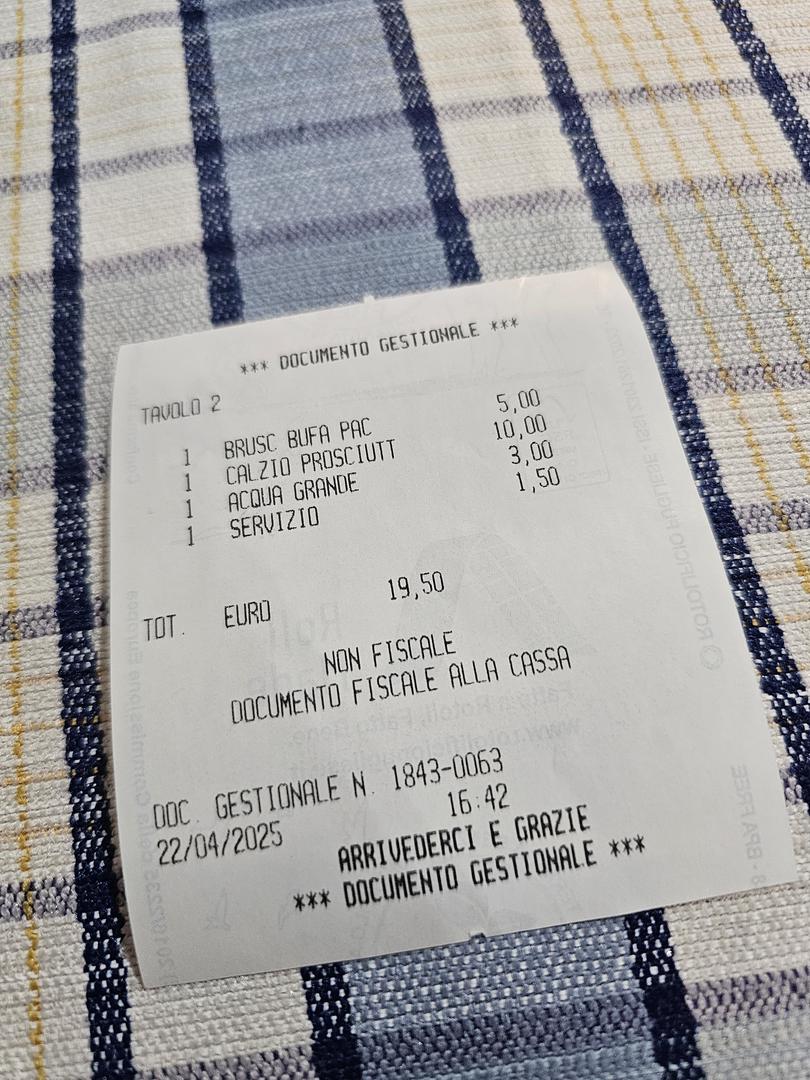 *** DOCUMENTO GESTIONALE ***
TAVOLO 2
1 BRUSC BUFA PAC 5,00
1 CALZIO PROSCIUTT 10,00
1 ACQUA GRANDE 3,00
1 SERVIZIO 1,50
TOT. EURO 19,50
NON FISCALE
DOCUMENTO FISCALE ALLA CASSA
DOC. GESTIONALE N. 1843-0063
22/04/2025 16:42
ARRIVEDERCI E GRAZIE
*** DOCUMENTO GESTIONALE ***